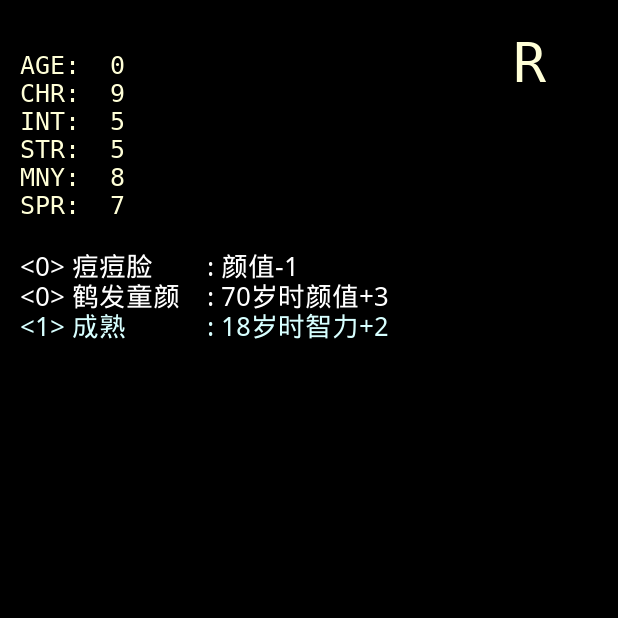 R
AGE: 0
CHR: 9
INT: 5
STR: 5
MNY: 8
SPR: 7
<0> 痘痘脸 : 颜值-1
<0> 鹤发童颜 : 70岁时颜值+3
<1> 成熟 : 18岁时智力+2